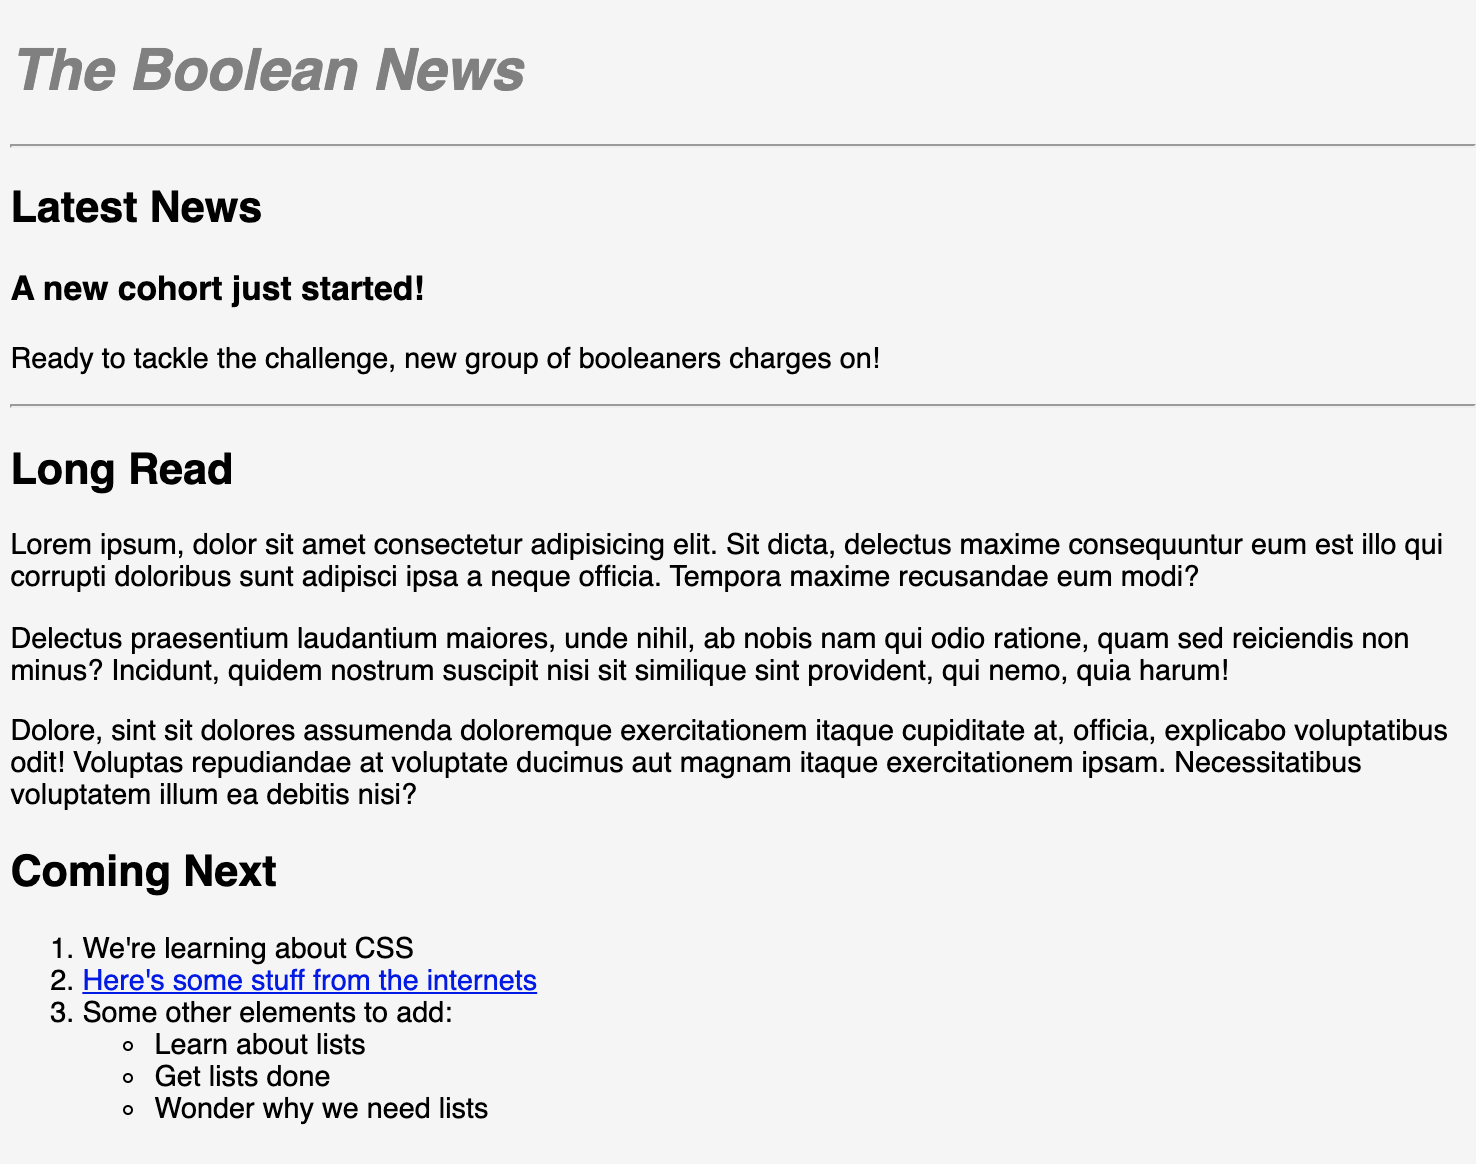 The Boolean News
Latest News
A new cohort just started!
Ready to tackle the challenge, new group of booleaners charges on!
Long Read
Lorem ipsum, dolor sit amet consectetur adipisicing elit. Sit dicta, delectus maxime consequuntur eum est illo qui
corrupti doloribus sunt adipisci ipsa a neque officia. Tempora maxime recusandae eum modi?
Delectus praesentium laudantium maiores, unde nihil, ab nobis nam qui odio ratione, quam sed reiciendis non
minus? Incidunt, quidem nostrum suscipit nisi sit similique sint provident, qui nemo, quia harum!
Dolore, sint sit dolores assumenda doloremque exercitationem itaque cupiditate at, officia, explicabo voluptatibus
odit! Voluptas repudiandae at voluptate ducimus aut magnam itaque exercitationem ipsam. Necessitatibus
voluptatem illum ea debitis nisi?
Coming Next
1. We're learning about CSS
2. Here's some stuff from the internets
3. Some other elements to add:
◦ Learn about lists
◦ Get lists done
◦ Wonder why we need lists